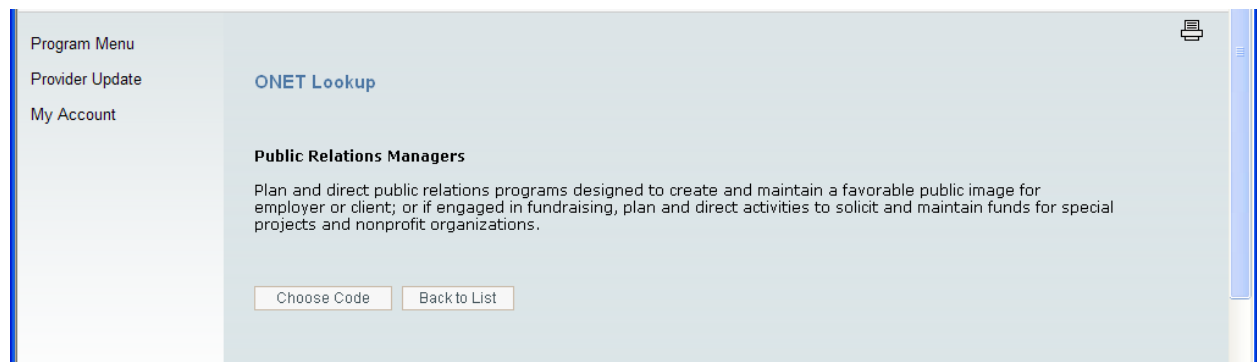 Program Menu
Provider Update
My Account
ONET Lookup
Public Relations Managers
Plan and direct public relations programs designed to create and maintain a favorable public image for
employer or client; or if engaged in fundraising, plan and direct activities to solicit and maintain funds for special
projects and nonprofit organizations.
Choose Code Back to List